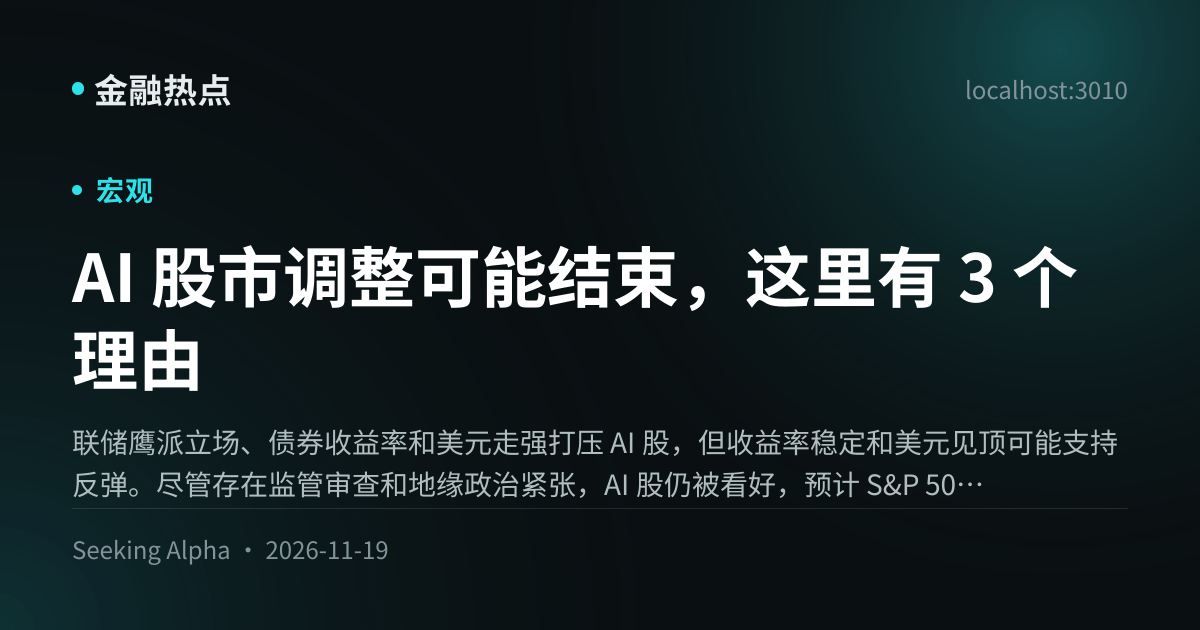 金融热点
localhost:3010
宏观
AI 股市调整可能结束，这里有 3 个
理由
联储鹰派立场、债券收益率和美元走强打压 AI 股，但收益率稳定和美元见顶可能支持
反弹。尽管存在监管审查和地缘政治紧张，AI 股仍被看好，预计 S&P 50…
Seeking Alpha · 2026-11-19